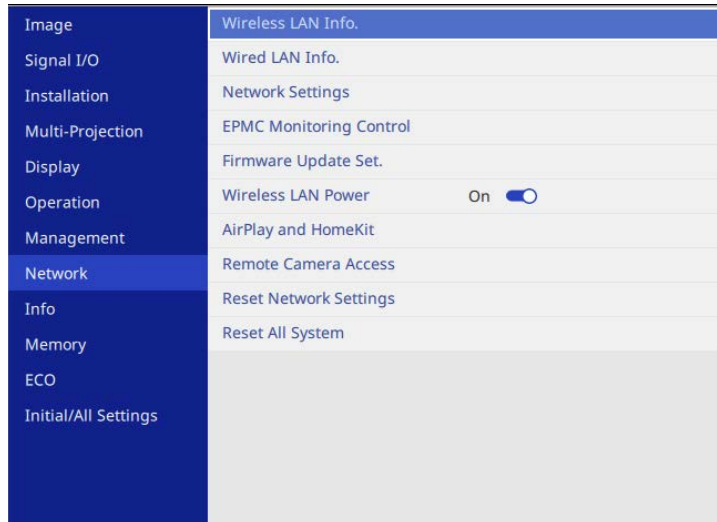 Image
Signal I/O
Installation
Multi-Projection
Display
Operation
Management
Network
Info
Memory
ECO
Initial/All Settings
Wireless LAN Info.
Wired LAN Info.
Network Settings
EPMC Monitoring Control
Firmware Update Set.
Wireless LAN Power On
AirPlay and HomeKit
Remote Camera Access
Reset Network Settings
Reset All System